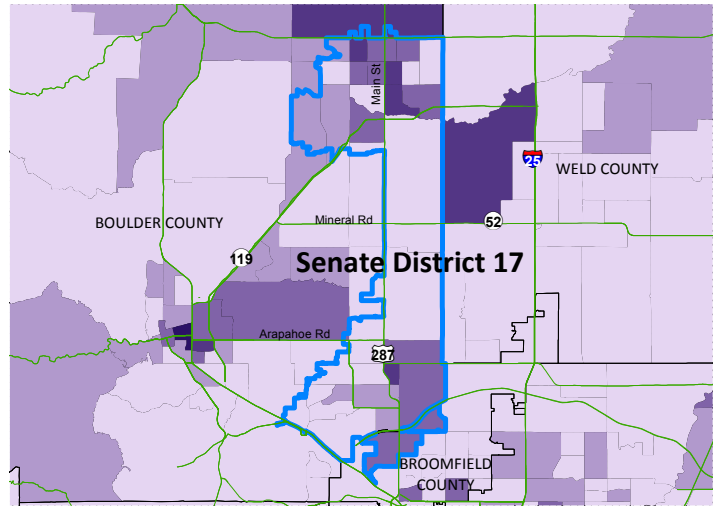 Main St
25
WELD COUNTY
BOULDER COUNTY
Mineral Rd
52
119
Senate District 17
Arapahoe Rd
287
BROOMFIELD
COUNTY